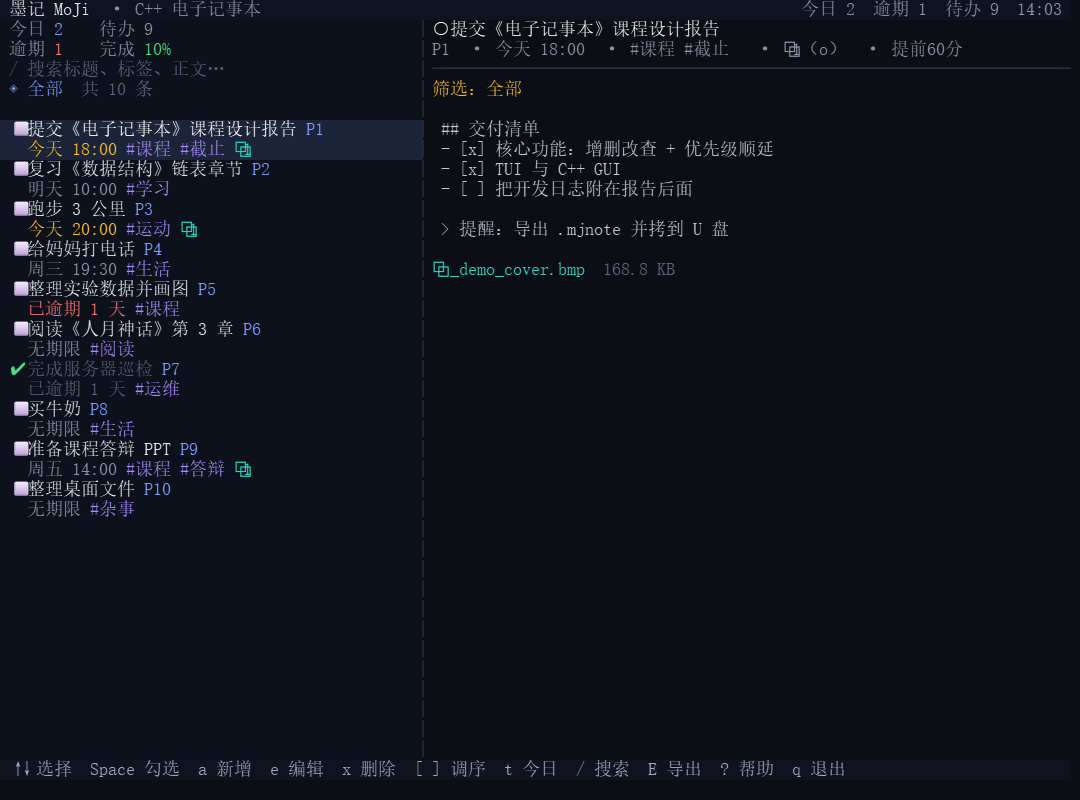 墨记 MoJi • C++ 电子记事本 今日 2 逾期 1 待办 9 14:03
今日 2 待办 9
逾期 1 完成 10%
/ 搜索标题、标签、正文…
◈ 全部 共 10 条
提交《电子记事本》课程设计报告 P1
今天 18:00 #课程 #截止
复习《数据结构》链表章节 P2
明天 10:00 #学习
跑步 3 公里 P3
今天 20:00 #运动
给妈妈打电话 P4
周三 19:30 #生活
整理实验数据并画图 P5
已逾期 1 天 #课程
阅读《人月神话》第 3 章 P6
无期限 #阅读
✔完成服务器巡检 P7
已逾期 1 天 #运维
买牛奶 P8
无期限 #生活
准备课程答辩 PPT P9
周五 14:00 #课程 #答辩
整理桌面文件 P10
无期限 #杂事
○提交《电子记事本》课程设计报告
P1 • 今天 18:00 • #课程 #截止 • ⧉ (o) • 提前60分
筛选: 全部
## 交付清单
- [x] 核心功能: 增删改查 + 优先级顺延
- [x] TUI 与 C++ GUI
- [ ] 把开发日志附在报告后面
> 提醒: 导出 .mjnote 并拷到 U 盘
⧉_demo_cover.bmp 168.8 KB
↑↓ 选择 Space 勾选 a 新增 e 编辑 x 删除 [ ] 调序 t 今日 / 搜索 E 导出 ? 帮助 q 退出